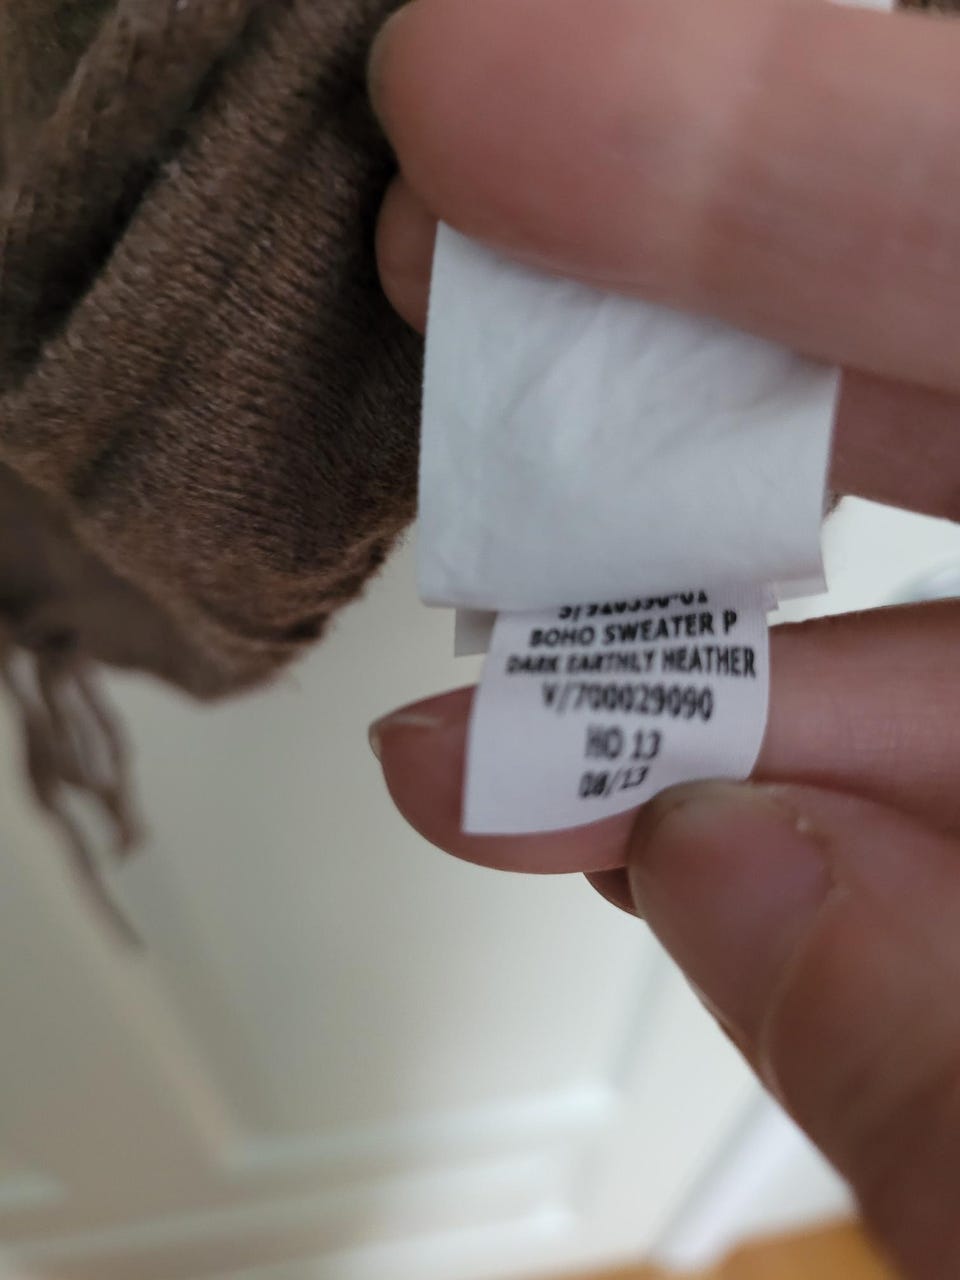 BOHO SWEATER P
DARK EARTHLY HEATHER
V/700029090
HO 13
08/13